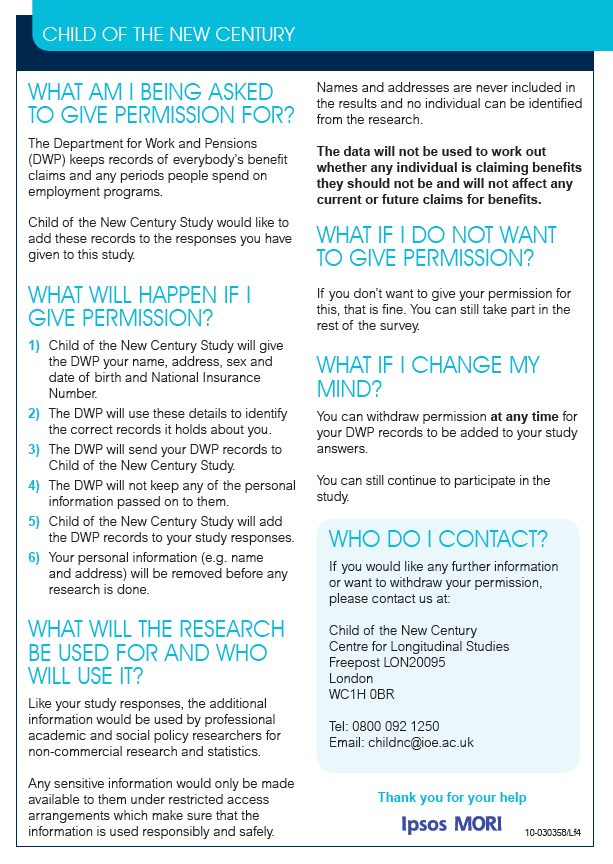 CHILD OF THE NEW CENTURY
WHAT AM I BEING ASKED
TO GIVE PERMISSION FOR?
The Department for Work and Pensions
(DWP) keeps records of everybody's benefit
claims and any periods people spend on
employment programs.
Child of the New Century Study would like to
add these records to the responses you have
given to this study.
WHAT WILL HAPPEN IF I
GIVE PERMISSION?
1) Child of the New Century Study will give
the DWP your name, address, sex and
date of birth and National Insurance
Number.
2) The DWP will use these details to identify
the correct records it holds about you.
3) The DWP will send your DWP records to
Child of the New Century Study.
4) The DWP will not keep any of the personal
information passed on to them.
5) Child of the New Century Study will add
the DWP records to your study responses.
6) Your personal information (e.g. name
and address) will be removed before any
research is done.
WHAT WILL THE RESEARCH
BE USED FOR AND WHO
WILL USE IT?
Like your study responses, the additional
information would be used by professional
academic and social policy researchers for
non-commercial research and statistics.
Any sensitive information would only be made
available to them under restricted access
arrangements which make sure that the
information is used responsibly and safely.
Names and addresses are never included in
the results and no individual can be identified
from the research.
The data will not be used to work out
whether any individual is claiming benefits
they should not be and will not affect any
current or future claims for benefits.
WHAT IF I DO NOT WANT
TO GIVE PERMISSION?
If you don't want to give your permission for
this, that is fine. You can still take part in the
rest of the survey.
WHAT IF I CHANGE MY
MIND?
You can withdraw permission at any time for
your DWP records to be added to your study
answers.
You can still continue to participate in the
study.
WHO DO I CONTACT?
If you would like any further information
or want to withdraw your permission,
please contact us at:
Child of the New Century
Centre for Longitudinal Studies
Freepost LON20095
London
WC1H 0BR
Tel: 0800 092 1250
Email: childnc@ioe.ac.uk
Thank you for your help
Ipsos MORI
10-030358/Lf4